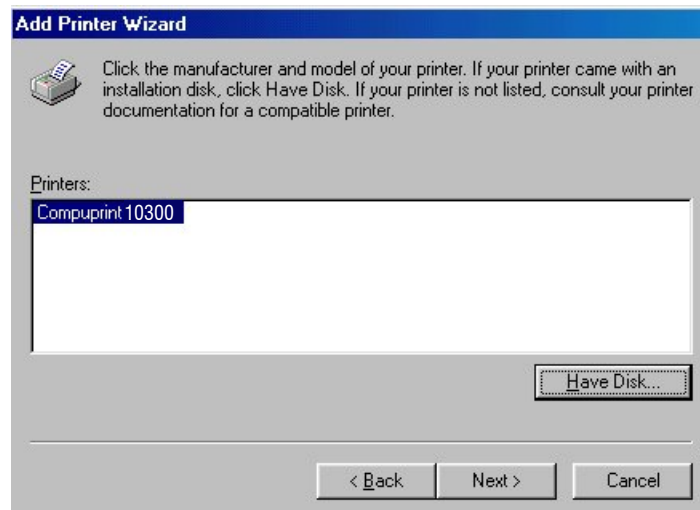 Add Printer Wizard
Click the manufacturer and model of your printer. If your printer came with an
installation disk, click Have Disk. If your printer is not listed, consult your printer
documentation for a compatible printer.
Printers:
Compuprint 10300
Have Disk...
< Back Next > Cancel